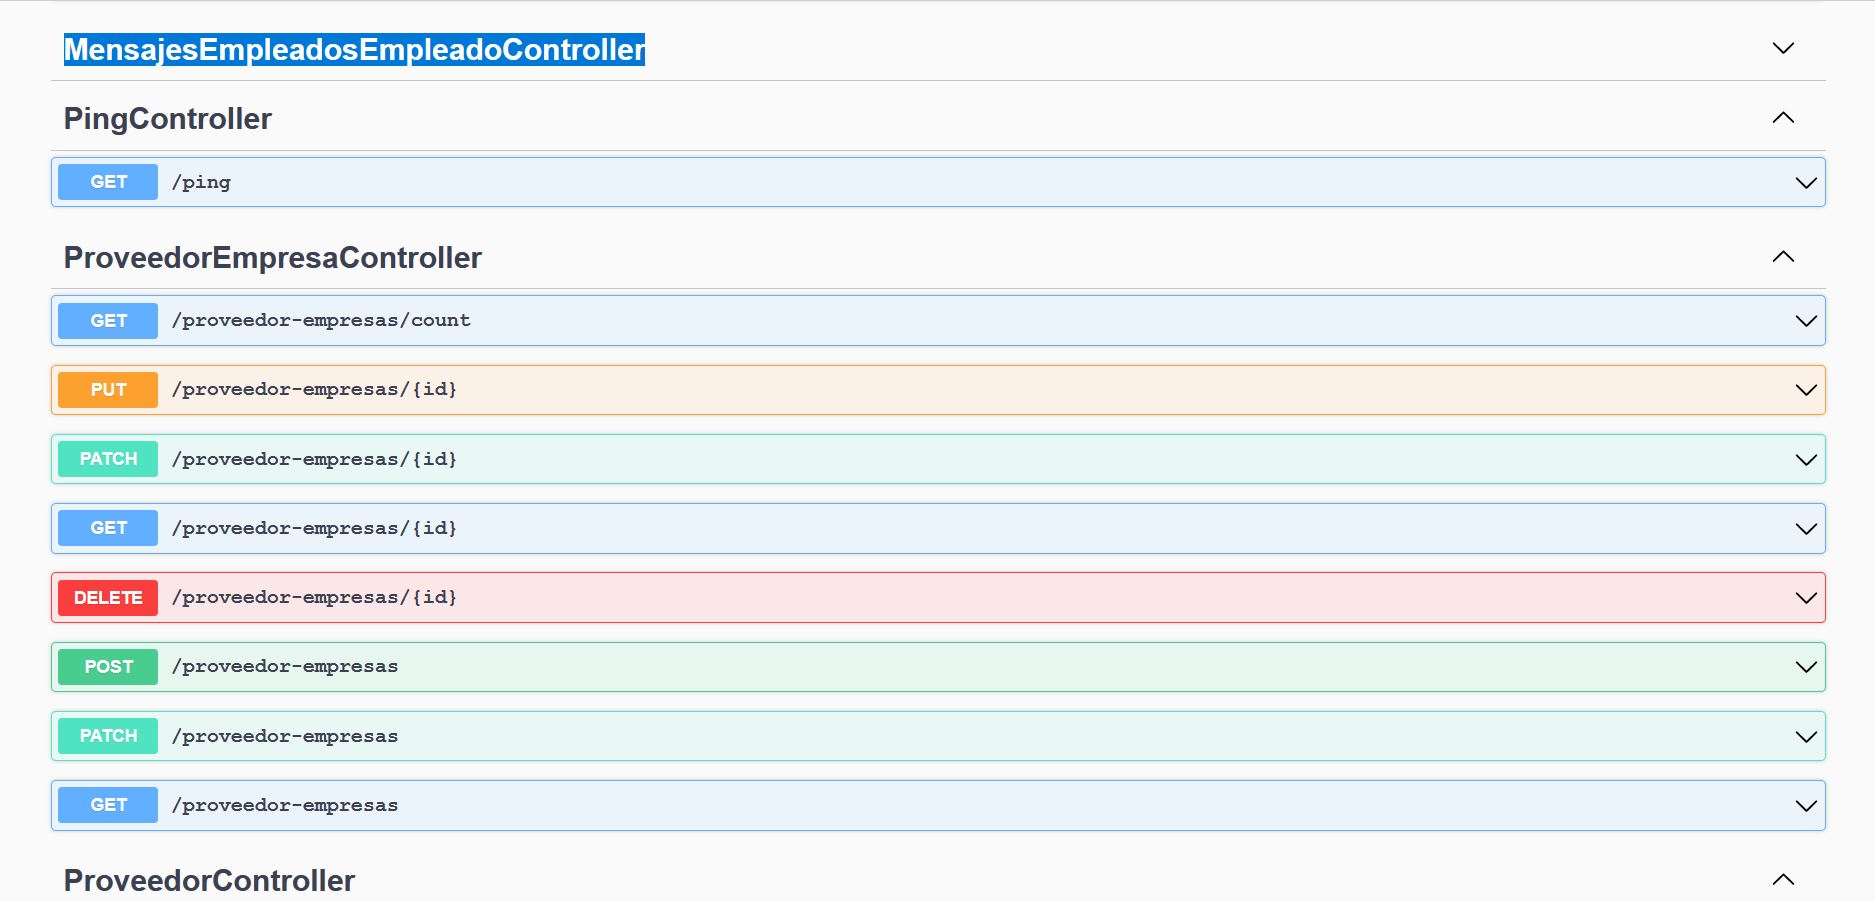 MensajesEmpleadosEmpleadoController
PingController
GET /ping
ProveedorEmpresaController
GET /proveedor-empresas/count
PUT /proveedor-empresas/{id}
PATCH /proveedor-empresas/{id}
GET /proveedor-empresas/{id}
DELETE /proveedor-empresas/{id}
POST /proveedor-empresas
PATCH /proveedor-empresas
GET /proveedor-empresas
ProveedorController